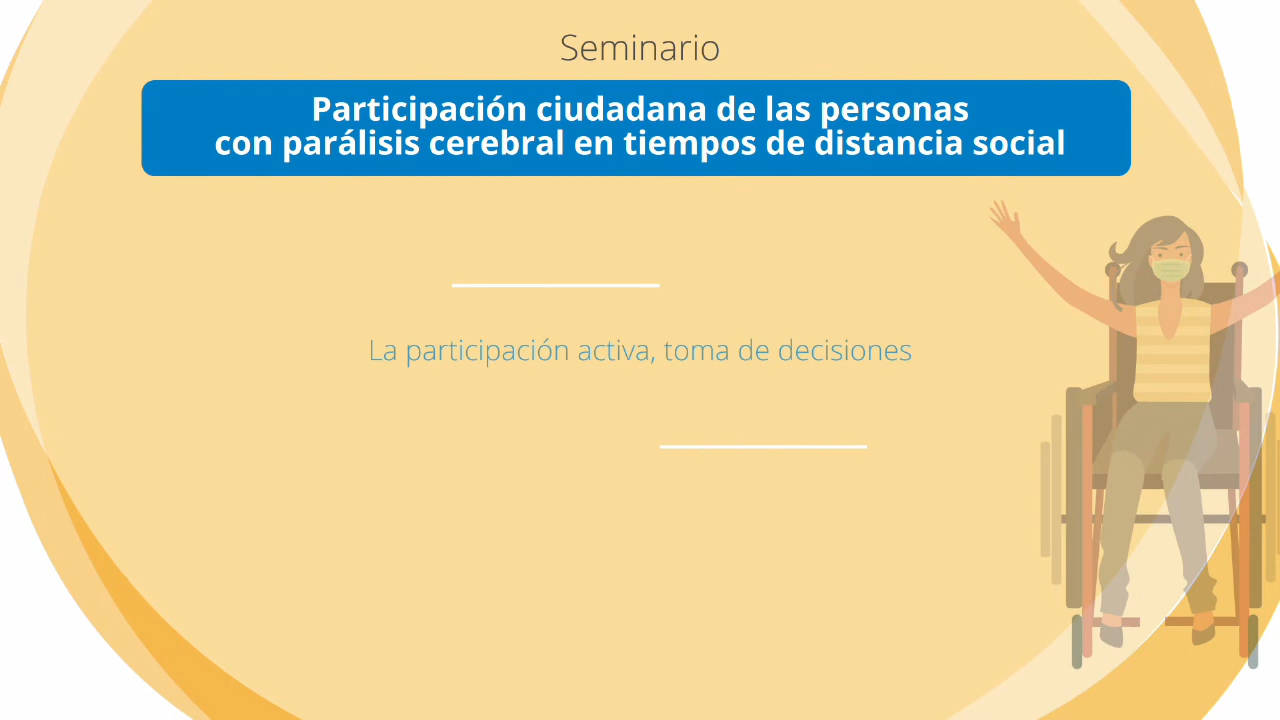 Seminario
Participación ciudadana de las personas
con parálisis cerebral en tiempos de distancia social
La participación activa, toma de decisiones